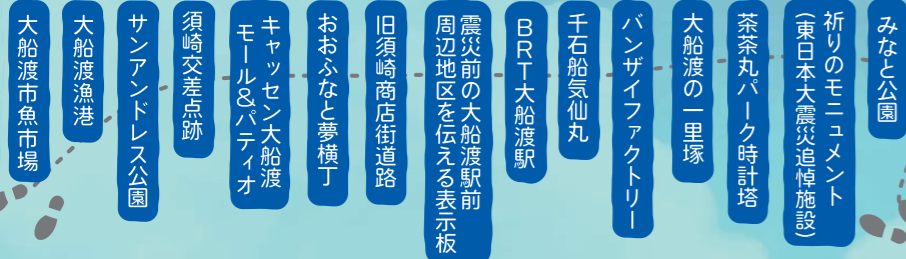 みなと公園
祈りのモニュメント
(東日本大震災追悼施設)
茶茶丸パーク時計塔
大船渡の一里塚
バンザイファクトリー
千石船気仙丸
BRT大船渡駅
震災前の大船渡駅前
周辺地区を伝える表示板
旧須崎商店街道路
おおふなと夢横丁
キャッセン大船渡
モール&パティオ
須崎交差点跡
サンアンドレス公園
大船渡漁港
大船渡市魚市場